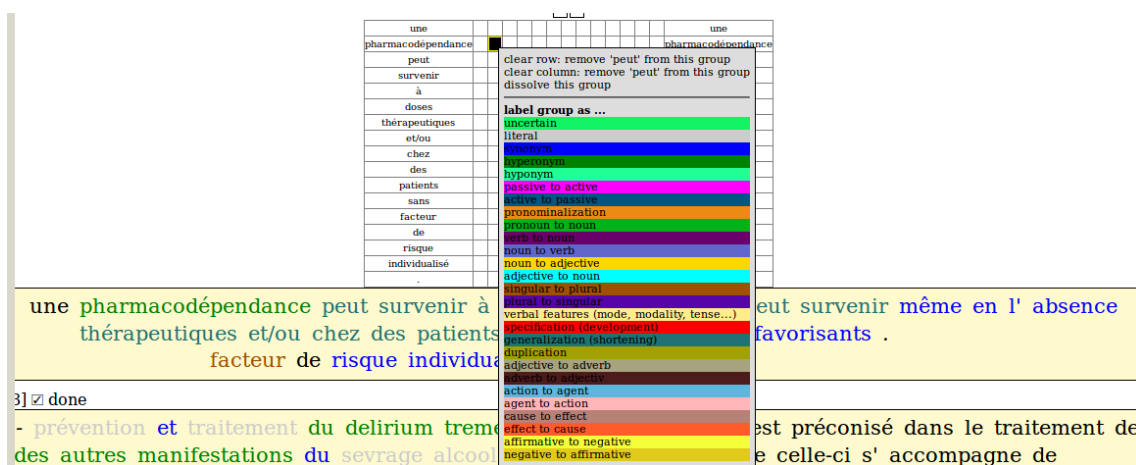 une une
pharmacodépendance pharmacodépendance
peut
survenir
à
doses
thérapeutiques
et/ou
chez
des
patients
sans
facteur
de
risque
individualisé
.
clear row: remove 'peut' from this group
clear column: remove 'peut' from this group
dissolve this group
label group as ...
uncertain
literal
synonym
hyperonym
hyponym
passive to active
active to passive
pronominalization
pronoun to noun
verb to noun
noun to verb
noun to adjective
adjective to noun
singular to plural
plural to singular
verbal features (mode, modality, tense...)
specification (development)
generalization (shortening)
duplication
adjective to adverb
adverb to adjectiv
action to agent
agent to action
cause to effect
effect to cause
affirmative to negative
negative to affirmative
une pharmacodépendance peut survenir à
thérapeutiques et/ou chez des patients
facteur de risque
eut survenir même en l' absence
favorisants .
3] ☑ done
- prévention et traitement du delirium
des autres manifestations du sevrage
est préconisé dans le traitement de
e celle-ci s' accompagne de